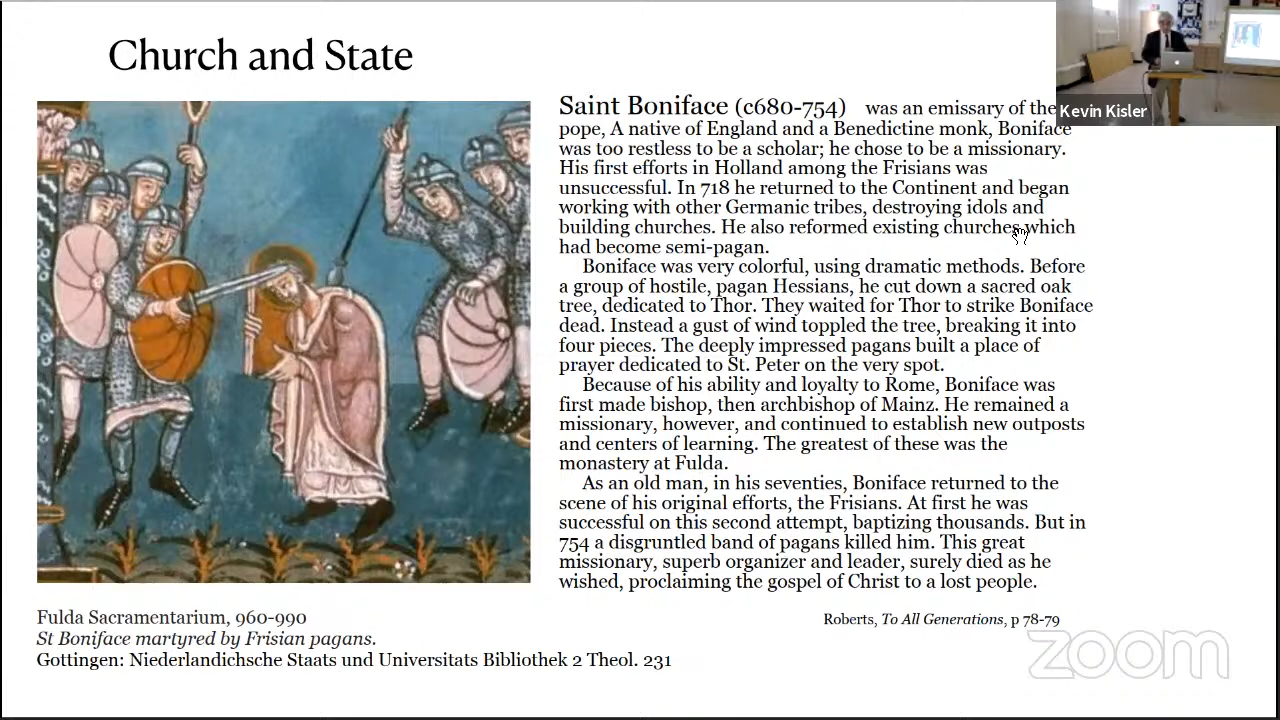 Church and State
Kevin Kisler
Saint Boniface (c680-754) was an emissary of the
pope, A native of England and a Benedictine monk, Boniface
was too restless to be a scholar; he chose to be a missionary.
His first efforts in Holland among the Frisians was
unsuccessful. In 718 he returned to the Continent and began
working with other Germanic tribes, destroying idols and
building churches. He also reformed existing churches which
had become semi-pagan.
Boniface was very colorful, using dramatic methods. Before
a group of hostile, pagan Hessians, he cut down a sacred oak
tree, dedicated to Thor. They waited for Thor to strike Boniface
dead. Instead a gust of wind toppled the tree, breaking it into
four pieces. The deeply impressed pagans built a place of
prayer dedicated to St. Peter on the very spot.
Because of his ability and loyalty to Rome, Boniface was
first made bishop, then archbishop of Mainz. He remained a
missionary, however, and continued to establish new outposts
and centers of learning. The greatest of these was the
monastery at Fulda.
As an old man, in his seventies, Boniface returned to the
scene of his original efforts, the Frisians. At first he was
successful on this second attempt, baptizing thousands. But in
754 a disgruntled band of pagans killed him. This great
missionary, superb organizer and leader, surely died as he
wished, proclaiming the gospel of Christ to a lost people.
Roberts, To All Generations, p 78-79
Fulda Sacramentarium, 960-990
St Boniface martyred by Frisian pagans.
Gottingen: Niederlandichsche Staats und Universitats Bibliothek 2 Theol. 231
zoom